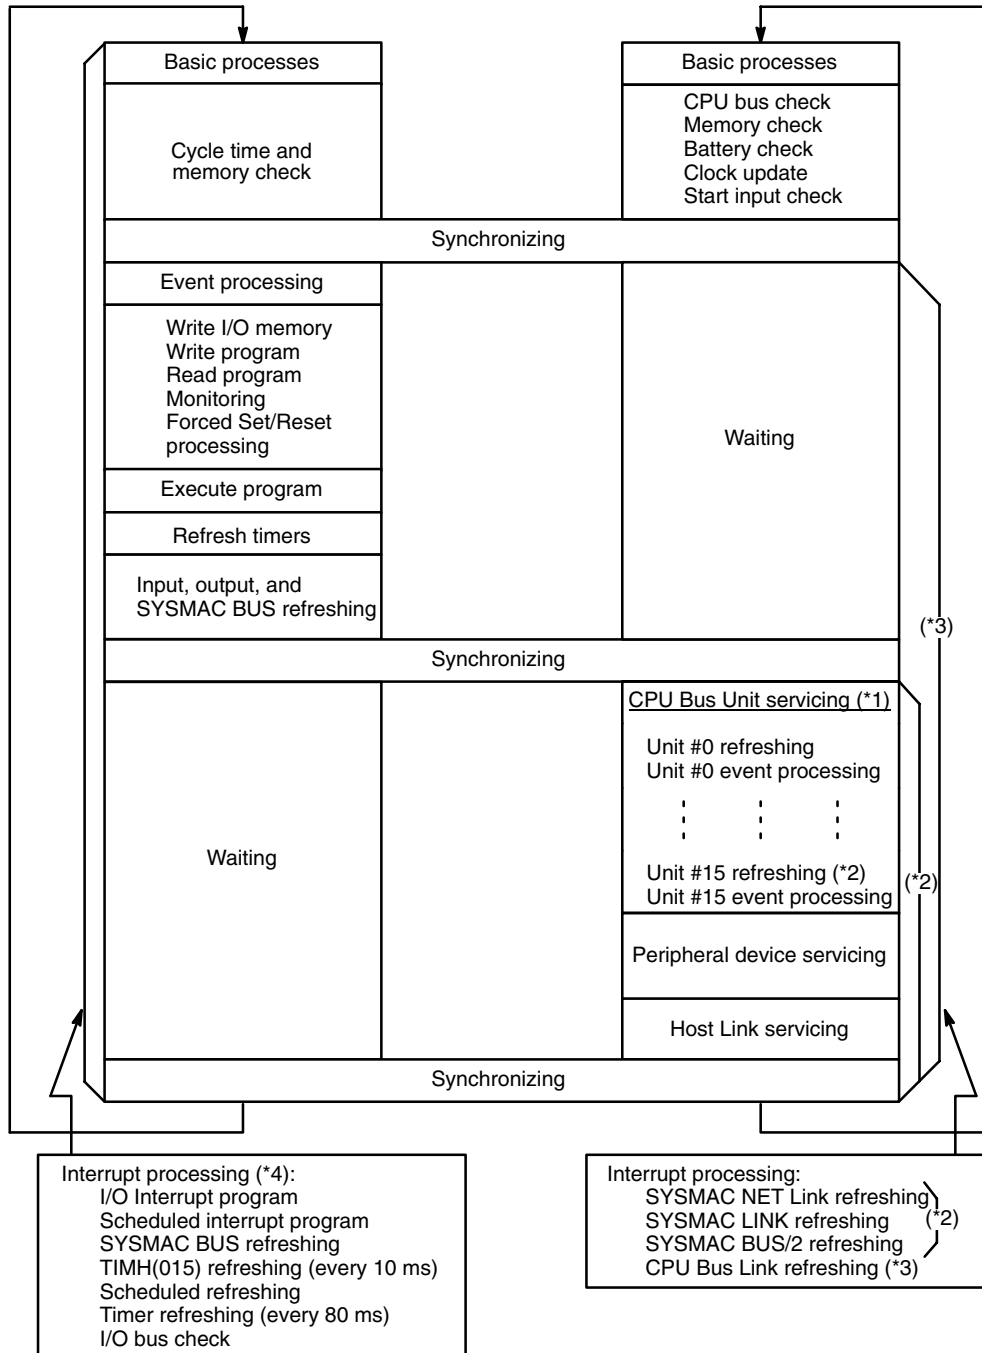 Basic processes
Cycle time and
memory check
Basic processes
CPU bus check
Memory check
Battery check
Clock update
Start input check
Synchronizing
Event processing
Write I/O memory
Write program
Read program
Monitoring
Forced Set/Reset
processing
Execute program
Refresh timers
Input, output, and
SYSMAC BUS refreshing
Waiting
(*3)
Synchronizing
Waiting
CPU Bus Unit servicing (*1)
Unit #0 refreshing
Unit #0 event processing
Unit #15 refreshing (*2)
Unit #15 event processing
(*2)
Peripheral device servicing
Host Link servicing
Synchronizing
Interrupt processing (*4):
I/O Interrupt program
Scheduled interrupt program
SYSMAC BUS refreshing
TIMH(015) refreshing (every 10 ms)
Scheduled refreshing
Timer refreshing (every 80 ms)
I/O bus check
Interrupt processing:
SYSMAC NET Link refreshing
SYSMAC LINK refreshing
(*2)
SYSMAC BUS/2 refreshing
CPU Bus Link refreshing (*3)